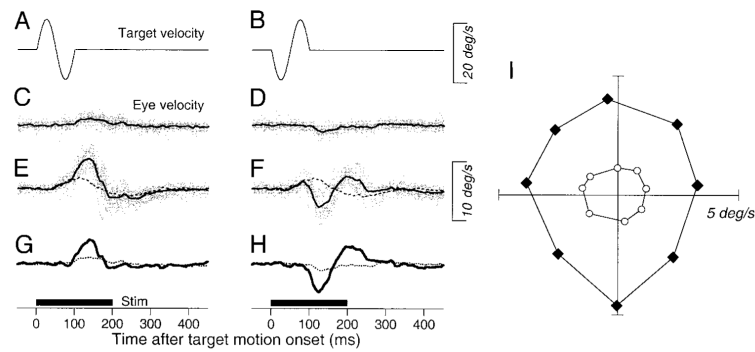 A
Target velocity
B
20 deg/s
I
C
Eye velocity
D
E
F
10 deg/s
5 deg/s
G
H
Stim
0 100 200 300 400
0 100 200 300 400
Time after target motion onset (ms)